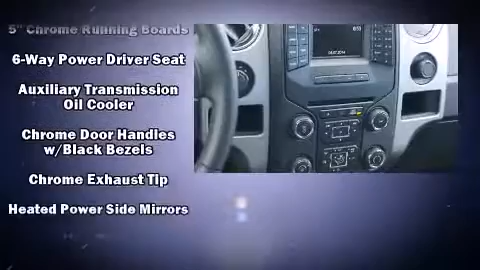 5" Chrome Running Boards
6-Way Power Driver Seat
Auxiliary Transmission
Oil Cooler
Chrome Door Handles
w/Black Bezels
Chrome Exhaust Tip
Heated Power Side Mirrors